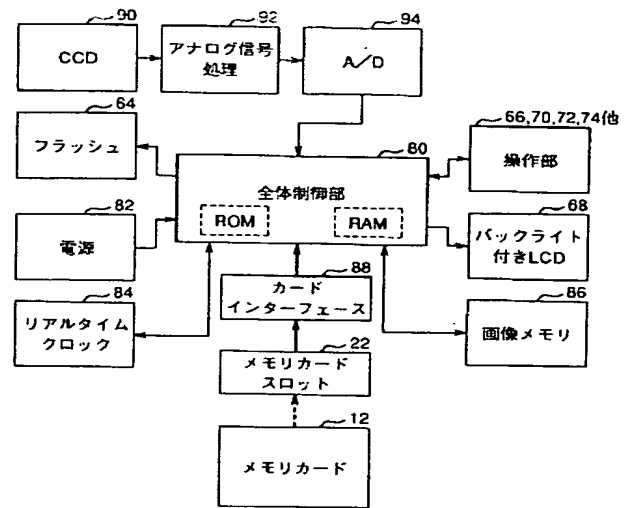 90
CCD
92
アナログ信号
処理
94
A/D
64
フラッシュ
80
全体制御部
ROM
RAM
66,70,72,74他
操作部
82
電源
68
バックライト
付きLCD
84
リアルタイム
クロック
88
カード
インターフェース
86
画像メモリ
22
メモリカード
スロット
12
メモリカード